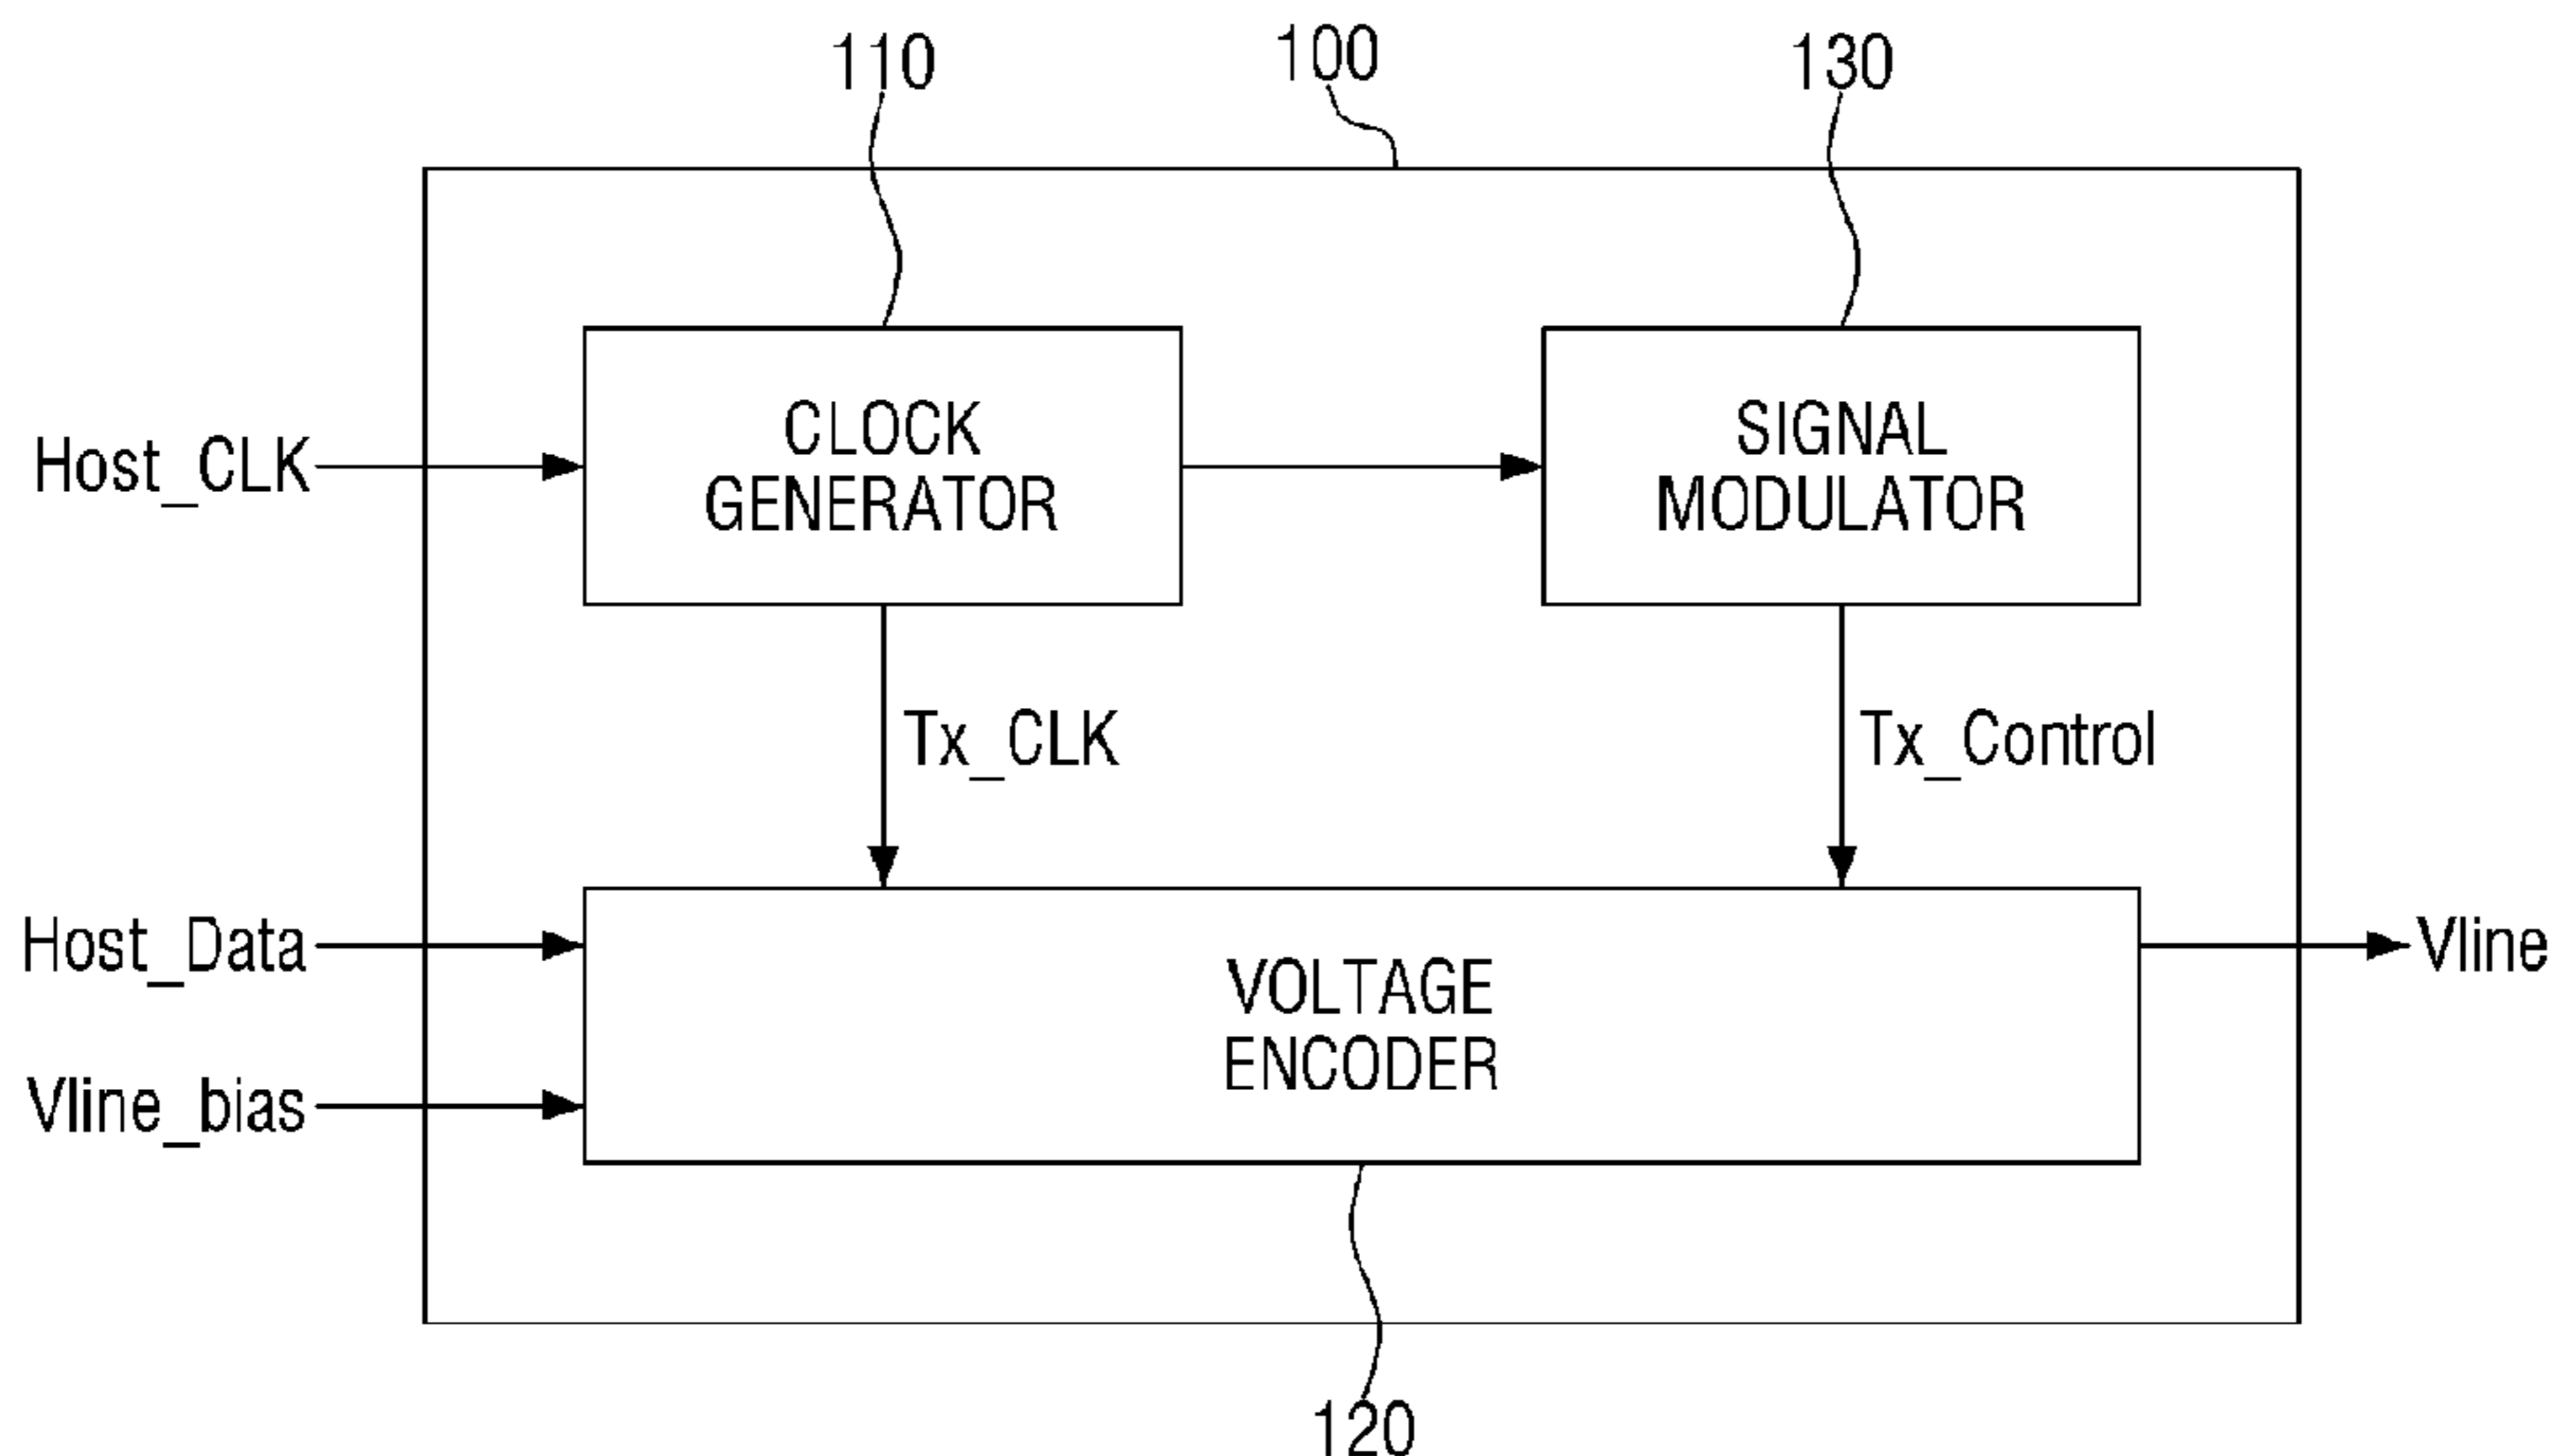 110
100
130
Host_CLK
CLOCK
GENERATOR
SIGNAL
MODULATOR
Tx_CLK
Tx_Control
Host_Data
Vline_bias
VOLTAGE
ENCODER
Vline
120